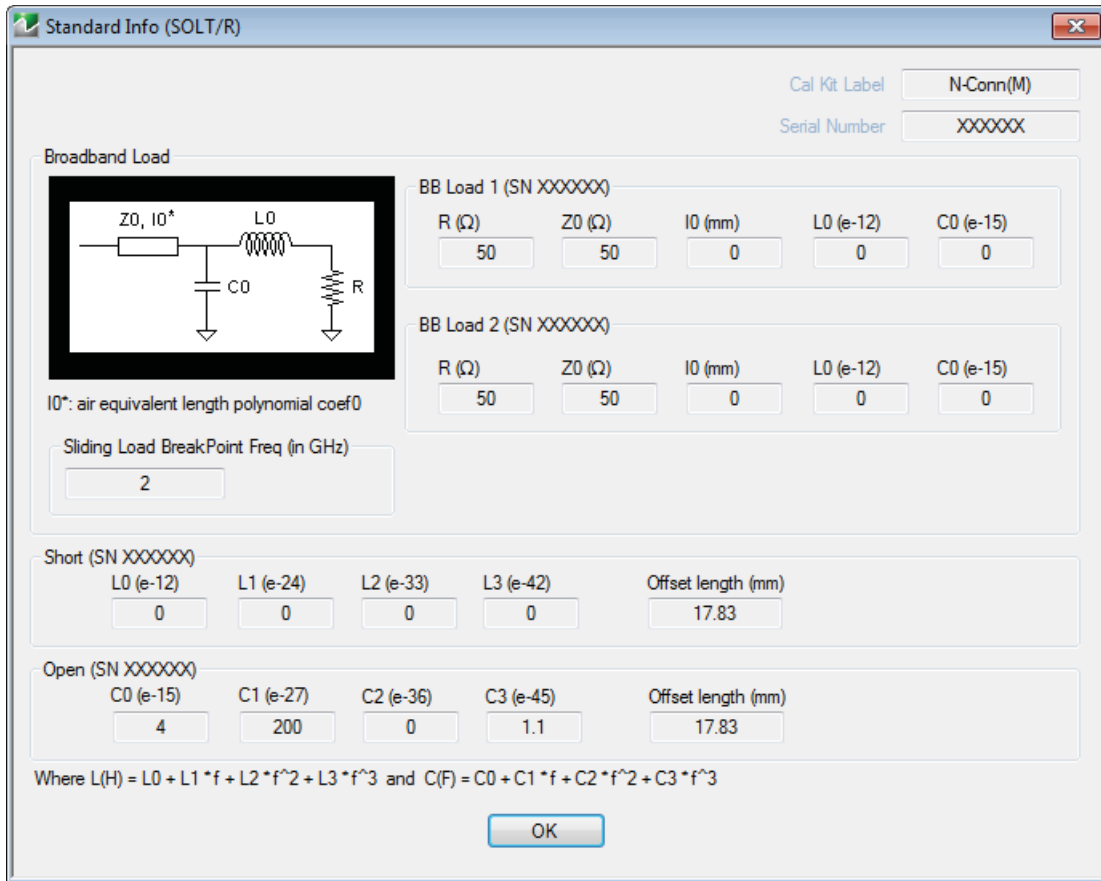 Standard Info (SOLT/R)
Cal Kit Label N-Conn(M)
Serial Number XXXXXX
Broadband Load
Z0, I0* L0
C0 R
I0*: air equivalent length polynomial coef0
BB Load 1 (SN XXXXXX)
R (Ω) Z0 (Ω) I0 (mm) L0 (e-12) C0 (e-15)
50 50 0 0 0
BB Load 2 (SN XXXXXX)
R (Ω) Z0 (Ω) I0 (mm) L0 (e-12) C0 (e-15)
50 50 0 0 0
Sliding Load BreakPoint Freq (in GHz)
2
Short (SN XXXXXX)
L0 (e-12) L1 (e-24) L2 (e-33) L3 (e-42) Offset length (mm)
0 0 0 0 17.83
Open (SN XXXXXX)
C0 (e-15) C1 (e-27) C2 (e-36) C3 (e-45) Offset length (mm)
4 200 0 1.1 17.83
Where L(H) = L0 + L1 *f + L2 *f^2 + L3 *f^3 and C(F) = C0 + C1 *f + C2 *f^2 + C3 *f^3
OK